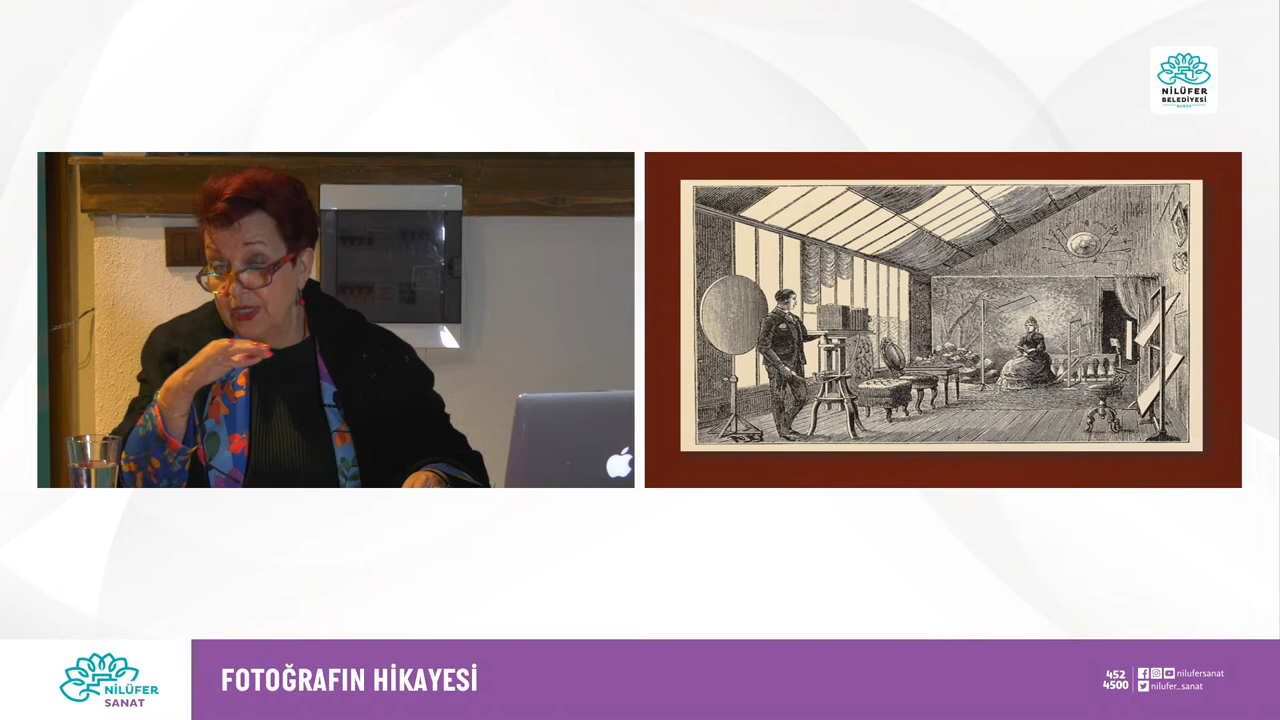 NİLÜFER
BELEDİYESİ
BURSA
NİLÜFER
SANAT
FOTOĞRAFIN HİKAYESİ
452
4500
nilufersanat
nilufer_sanat